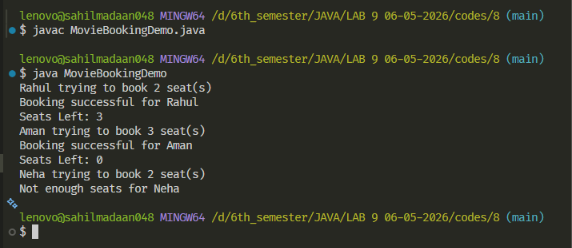 lenovo@sahilmadaan048 MINGW64 /d/6th_semester/JAVA/LAB 9 06-05-2026/codes/8 (main)
$ javac MovieBookingDemo.java
lenovo@sahilmadaan048 MINGW64 /d/6th_semester/JAVA/LAB 9 06-05-2026/codes/8 (main)
$ java MovieBookingDemo
Rahul trying to book 2 seat(s)
Booking successful for Rahul
Seats Left: 3
Aman trying to book 3 seat(s)
Booking successful for Aman
Seats Left: 0
Neha trying to book 2 seat(s)
Not enough seats for Neha
lenovo@sahilmadaan048 MINGW64 /d/6th_semester/JAVA/LAB 9 06-05-2026/codes/8 (main)
$